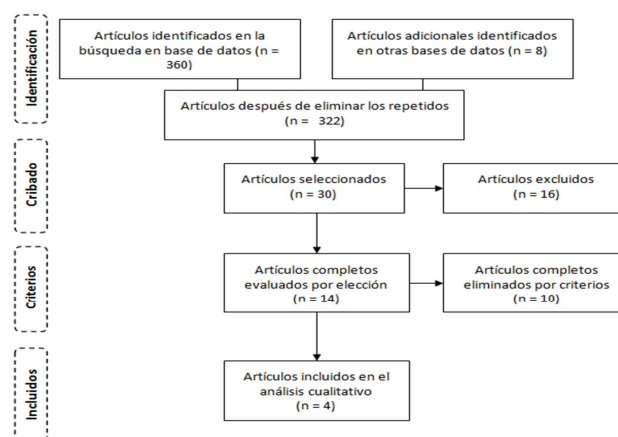 Identificación
Artículos identificados en la
búsqueda en base de datos (n =
360)
Artículos adicionales identificados
en otras bases de datos (n = 8)
Artículos después de eliminar los repetidos
(n = 322)
Cribado
Artículos seleccionados
(n = 30)
Artículos excluidos
(n = 16)
Criterios
Artículos completos
evaluados por elección
(n = 14)
Artículos completos
eliminados por criterios
(n = 10)
Incluidos
Artículos incluidos en el
análisis cualitativo
(n = 4)